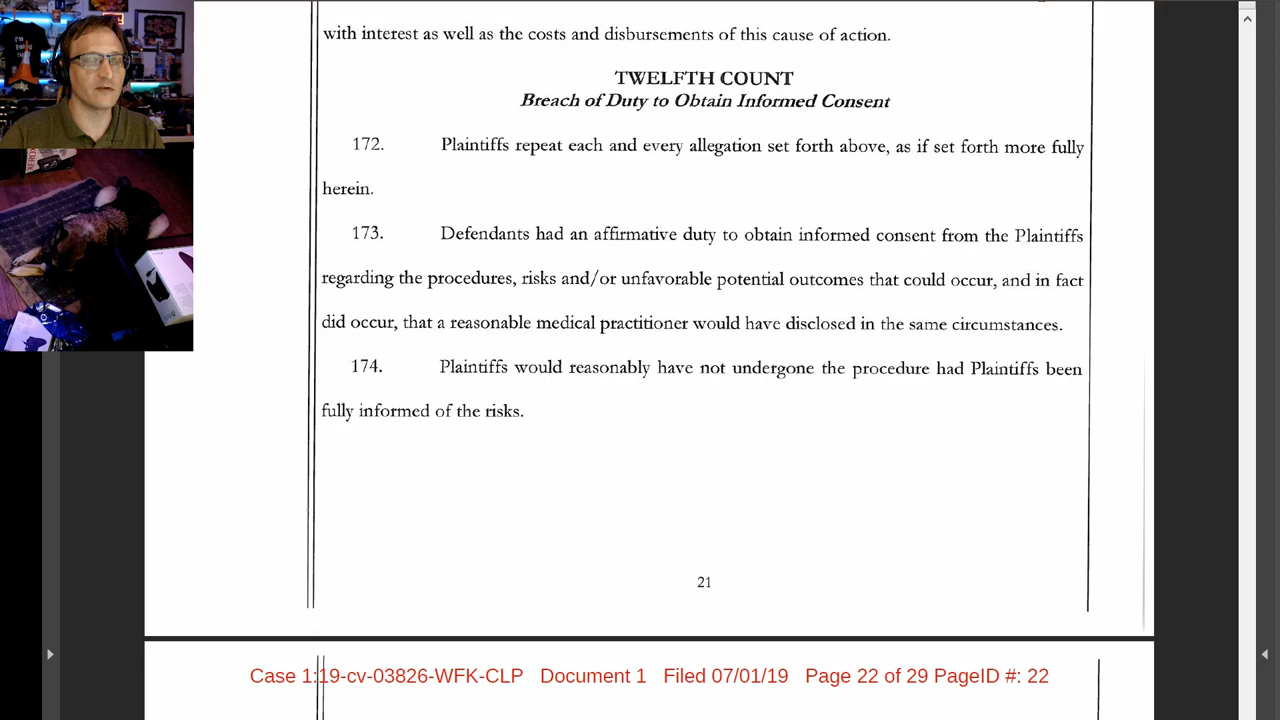 with interest as well as the costs and disbursements of this cause of action.
TWELFTH COUNT
Breach of Duty to Obtain Informed Consent
172. Plaintiffs repeat each and every allegation set forth above, as if set forth more fully
herein.
173. Defendants had an affirmative duty to obtain informed consent from the Plaintiffs
regarding the procedures, risks and/or unfavorable potential outcomes that could occur, and in fact
did occur, that a reasonable medical practitioner would have disclosed in the same circumstances.
174. Plaintiffs would reasonably have not undergone the procedure had Plaintiffs been
fully informed of the risks.
21
Case 1:19-cv-03826-WFK-CLP Document 1 Filed 07/01/19 Page 22 of 29 PageID #: 22